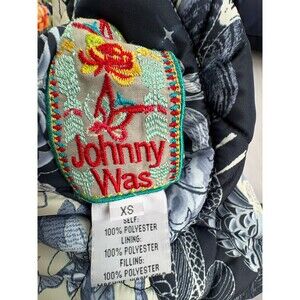 Johnny
Was
XS
SELF:
100% POLYESTER
LINING:
100% POLYESTER
FILLING:
100% POLYESTER